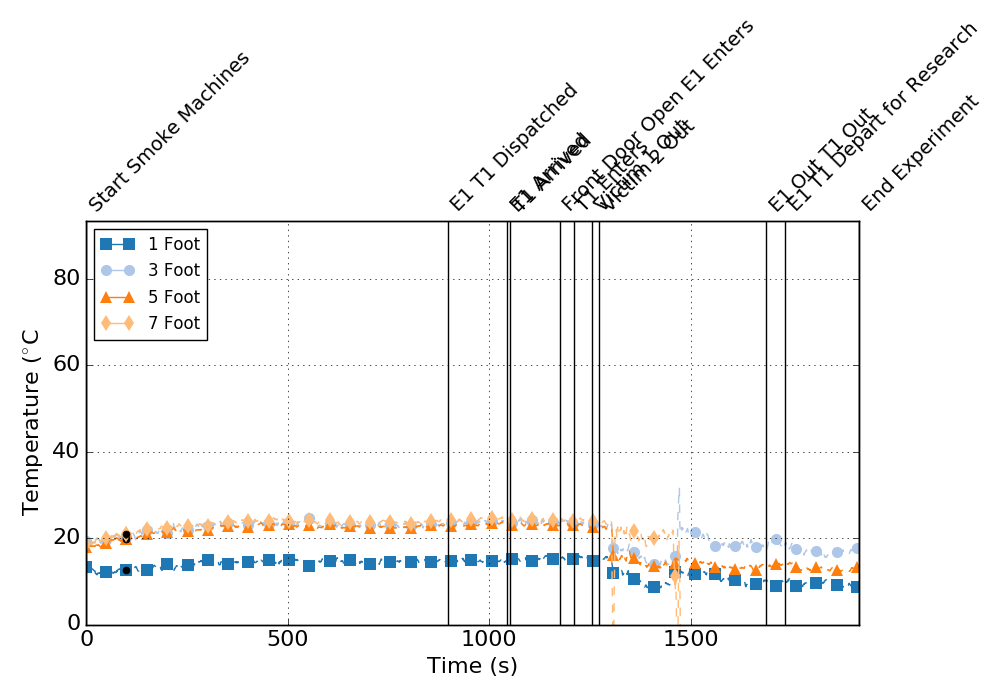 Start Smoke Machines
E1 T1 Dispatched
E1 Arrived
T1 Arrived
Front Door Open E1 Enters
T1 Enters
Victim 1 Out
Victim 2 Out
E1 Out T1 Out
E1 T1 Depart for Research
End Experiment
1 Foot
3 Foot
5 Foot
7 Foot
80
60
40
20
0
Temperature (°C
0
500
1000
1500
Time (s)